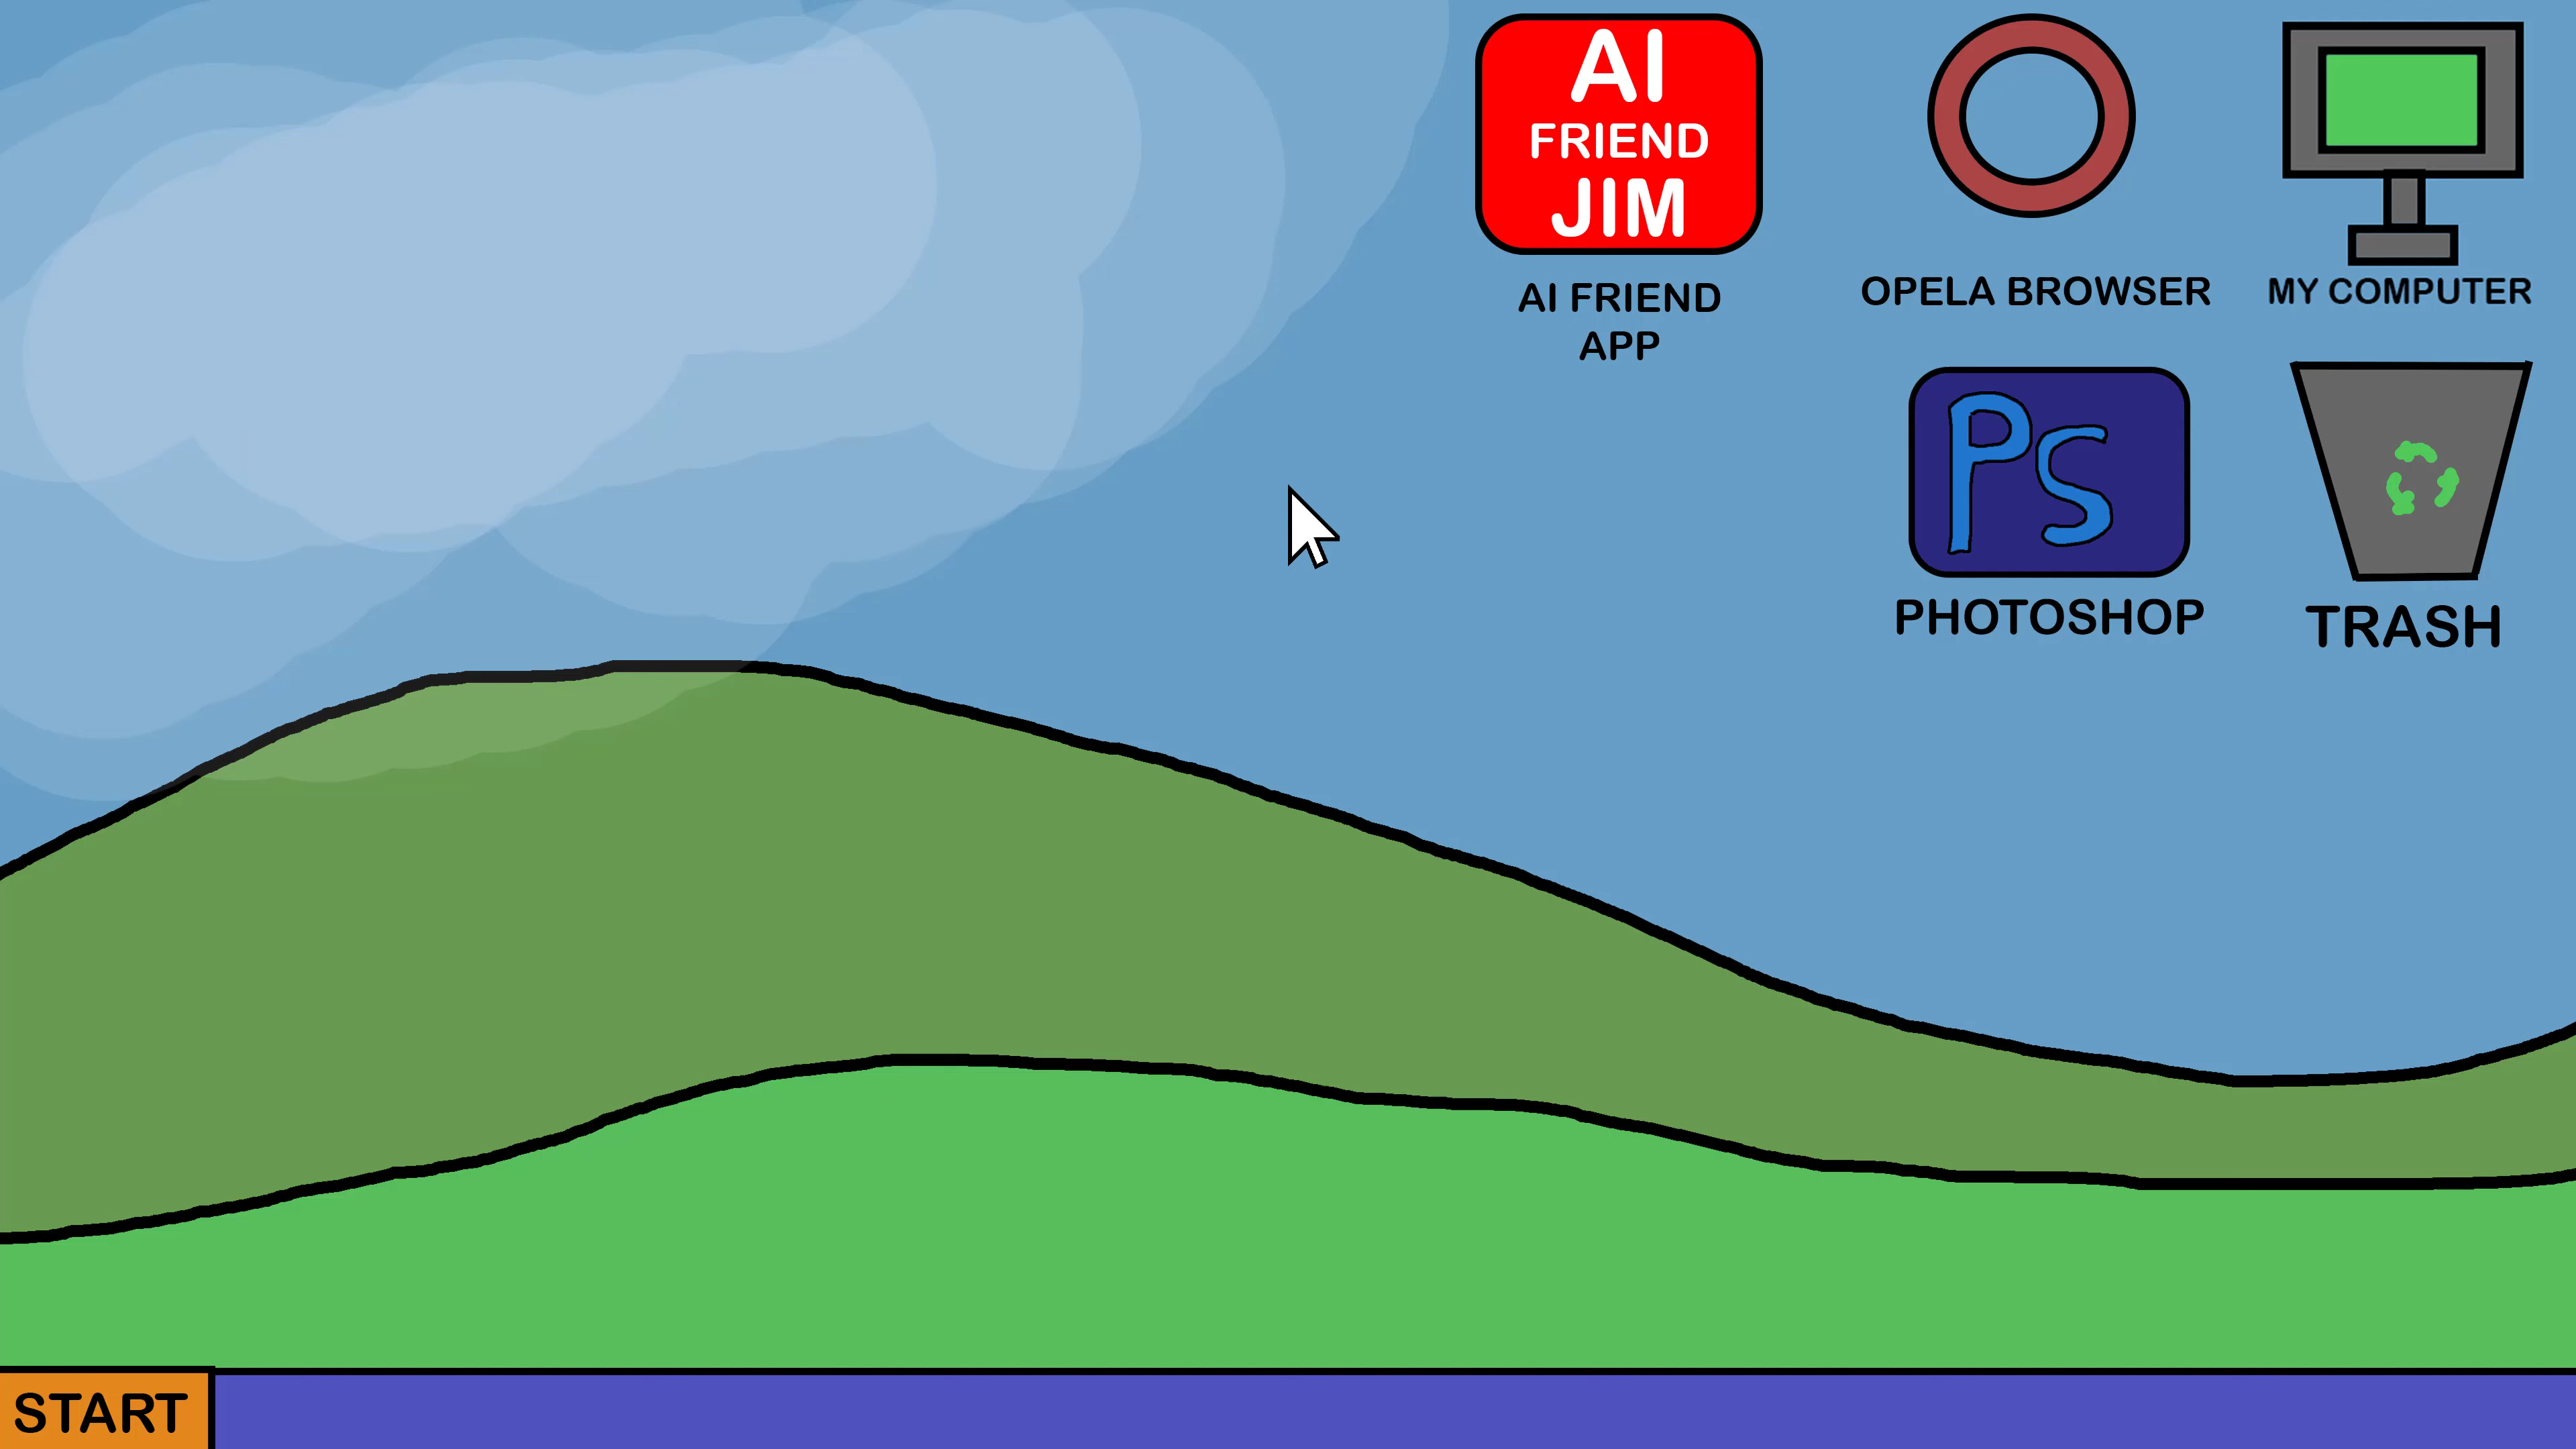 AI
FRIEND
JIM
AI FRIEND
APP
OPELA BROWSER
MY COMPUTER
Ps
PHOTOSHOP
TRASH
START